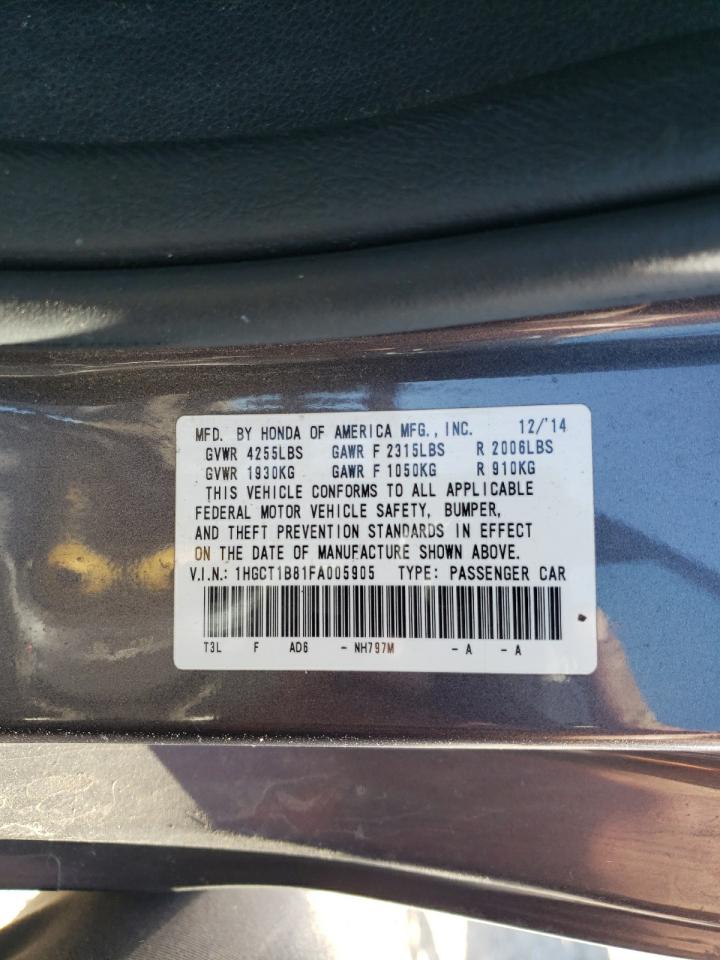 MFD. BY HONDA OF AMERICA MFG., INC. 12/'14
GVWR 4255LBS GAWR F 2315LBS R 2006LBS
GVWR 1930KG GAWR F 1050KG R 910KG
THIS VEHICLE CONFORMS TO ALL APPLICABLE
FEDERAL MOTOR VEHICLE SAFETY, BUMPER,
AND THEFT PREVENTION STANDARDS IN EFFECT
ON THE DATE OF MANUFACTURE SHOWN ABOVE.
V.I.N.: 1HGCT1B81FA005905 TYPE: PASSENGER CAR
T3L F AD6 - NH797M - A - A